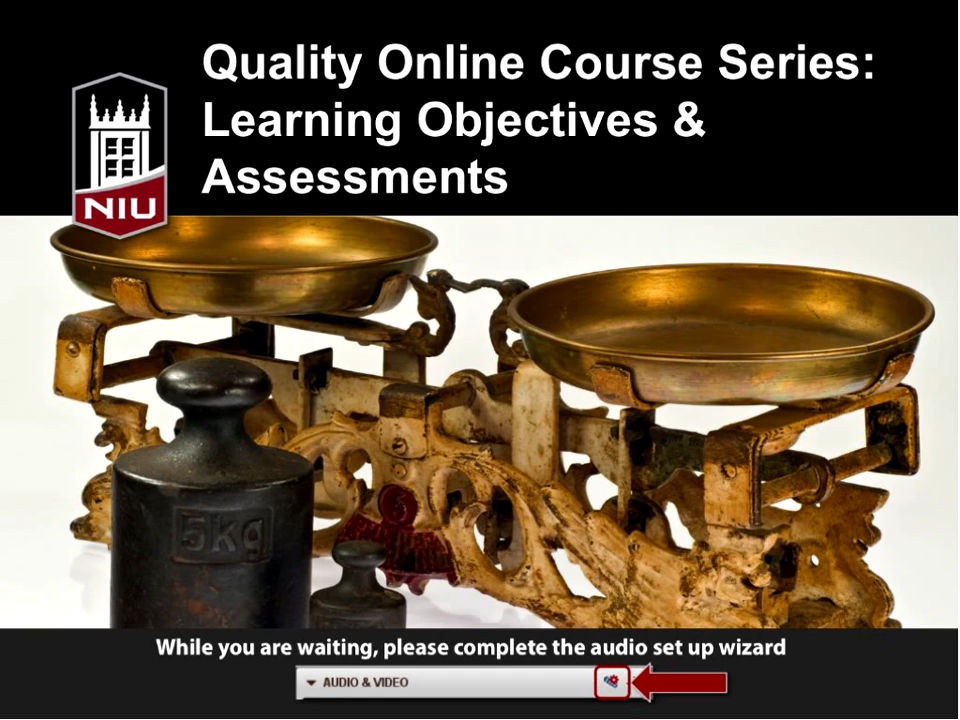 Quality Online Course Series:
Learning Objectives &
Assessments
NIU
5kg
While you are waiting, please complete the audio set up wizard
AUDIO & VIDEO